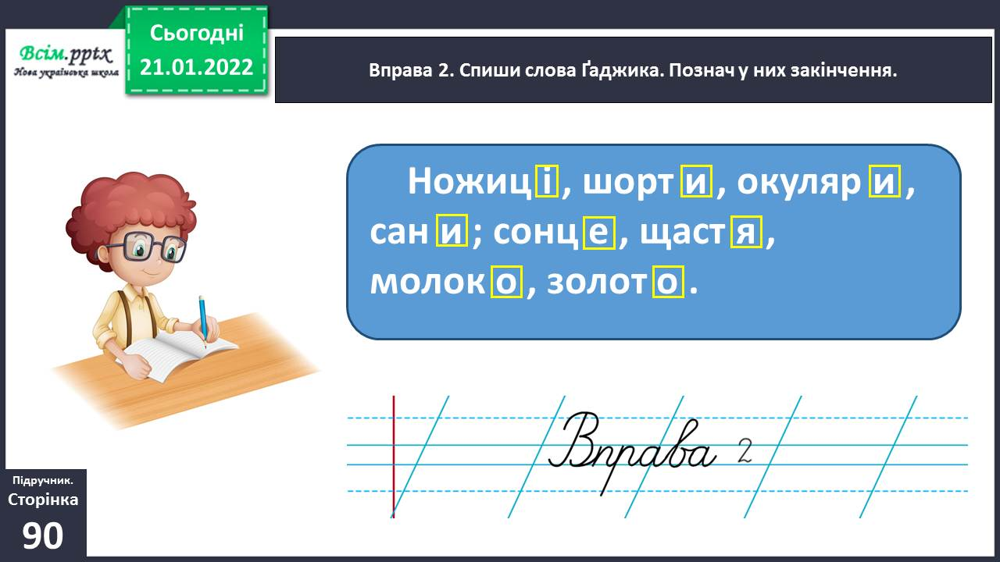 Всім.pptx
Нова українська школа
Сьогодні
21.01.2022
Вправа 2. Спиши слова Ґаджика. Познач у них закінчення.
Ножиці, шорти, окуляри,
сани; сонце, щастя,
молоко, золото.
Вправа 2
Підручник.
Сторінка
90